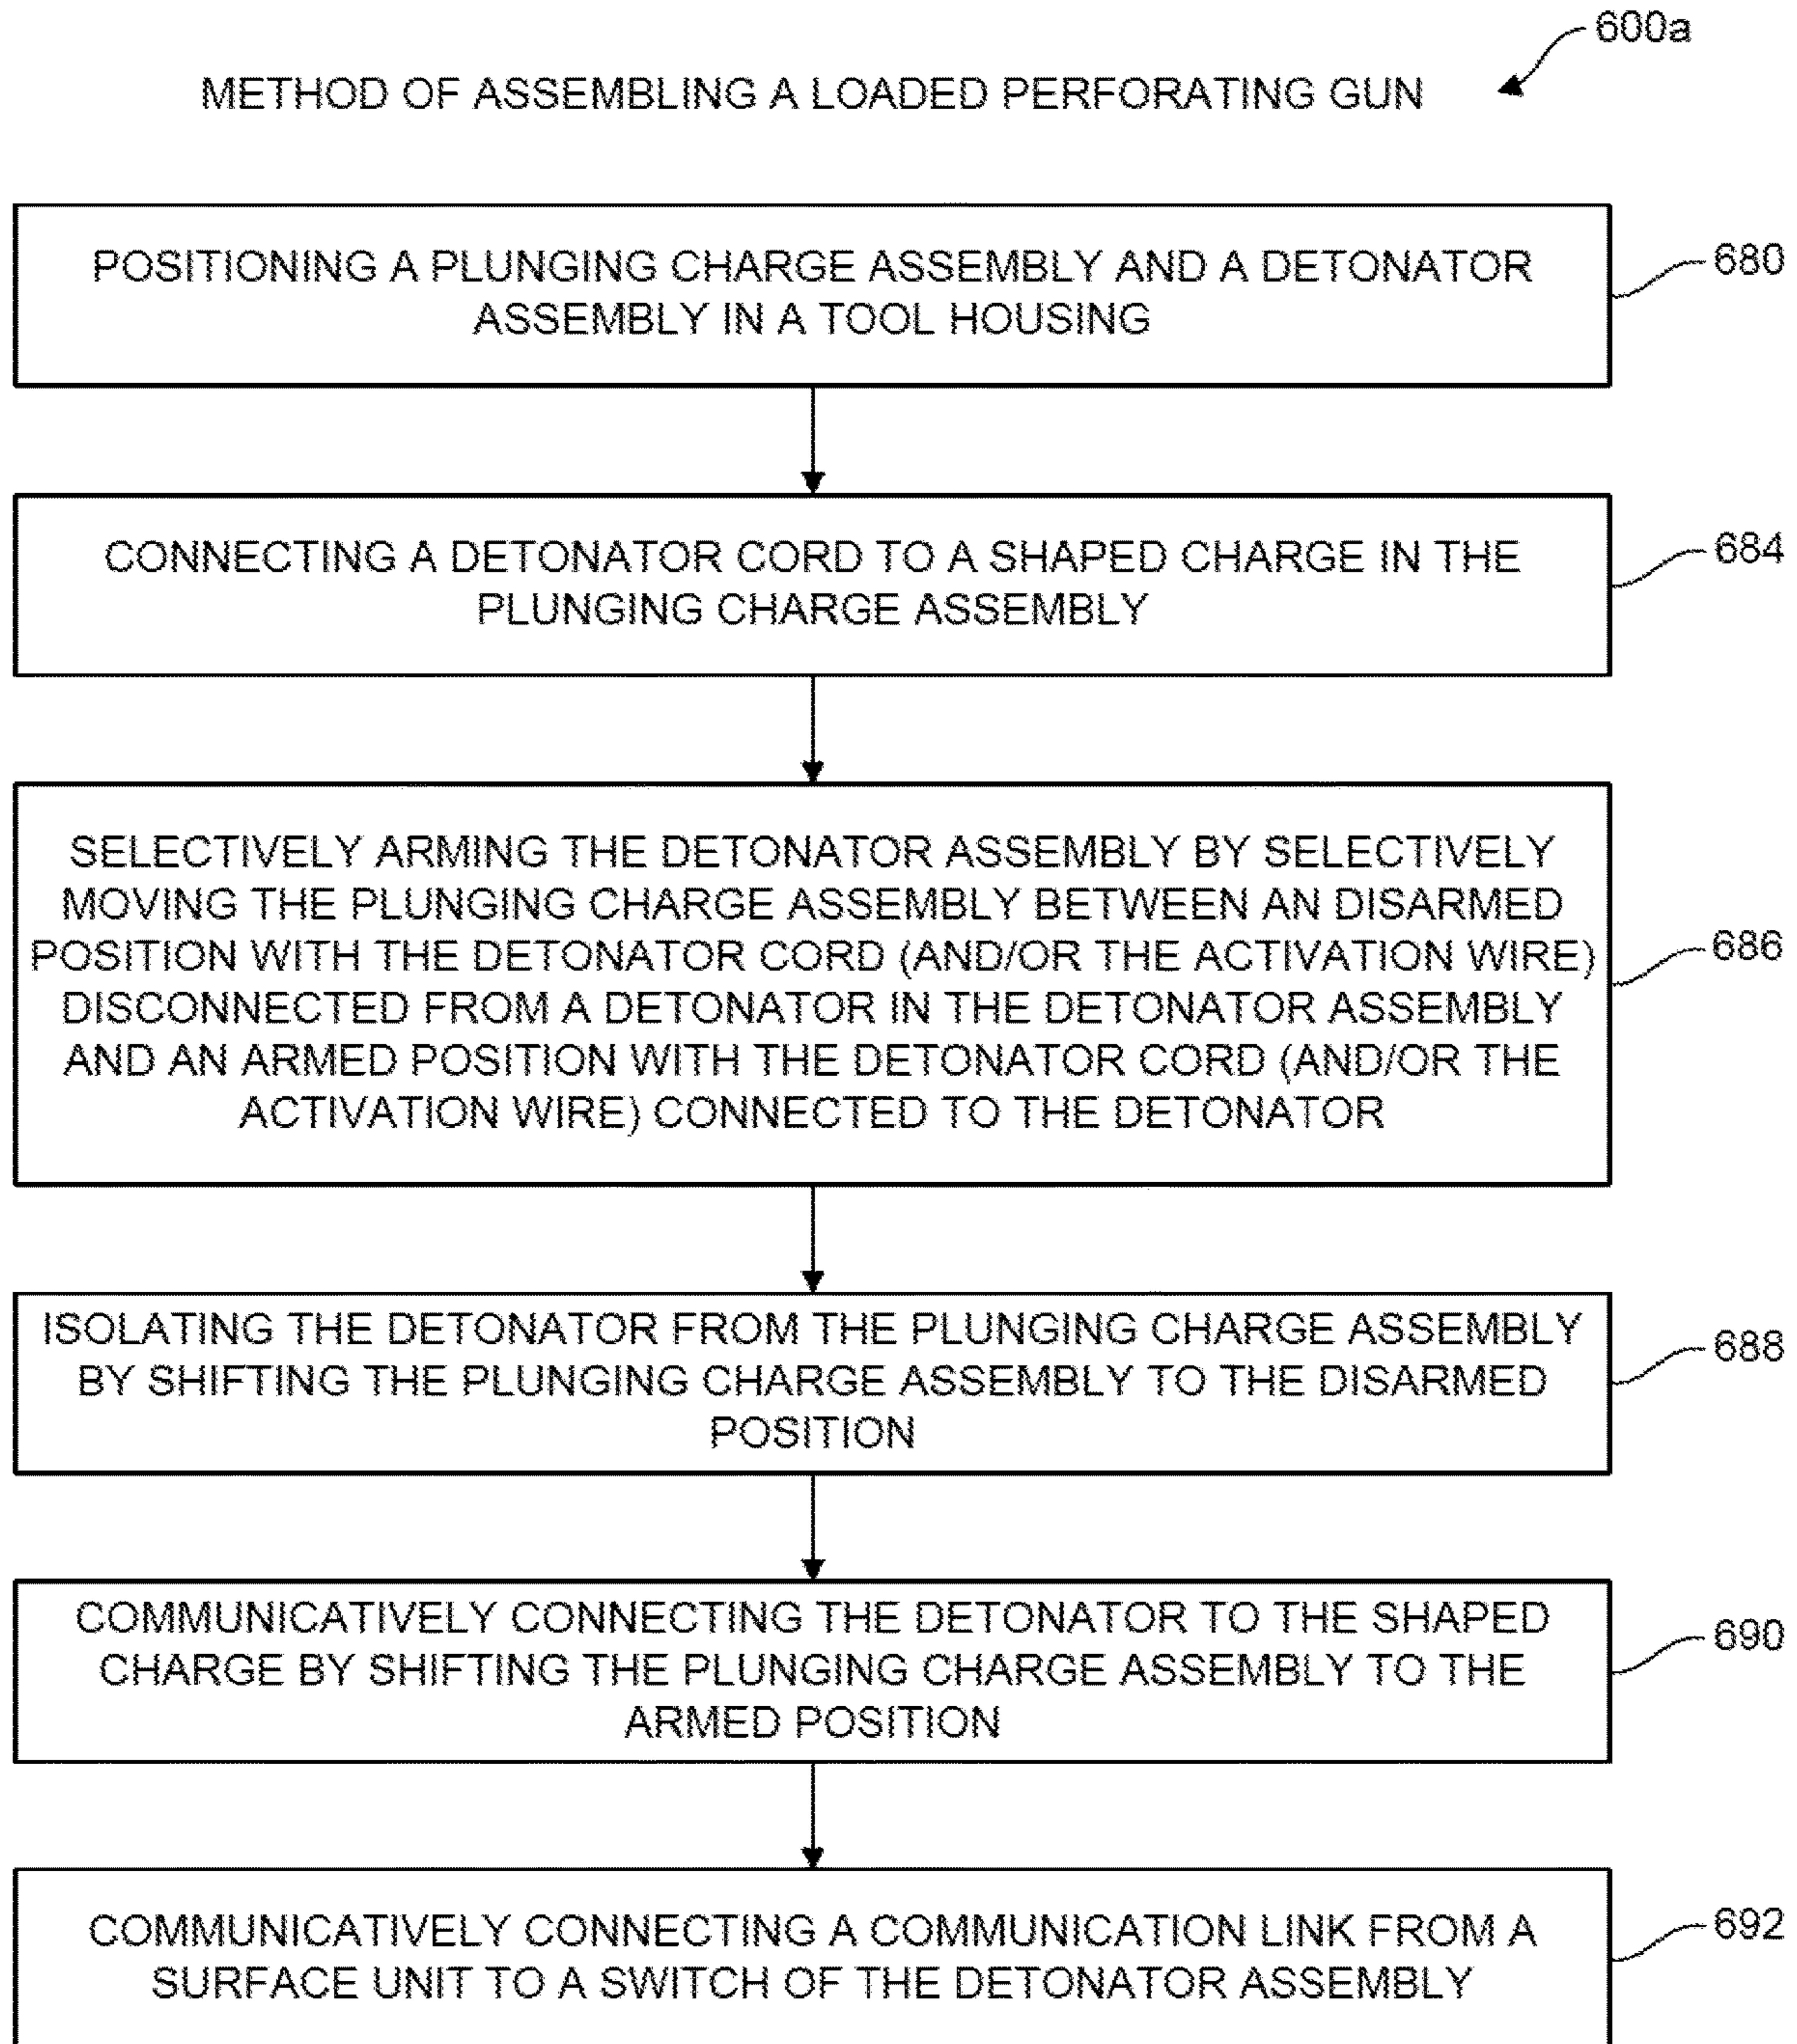 600a
METHOD OF ASSEMBLING A LOADED PERFORATING GUN
POSITIONING A PLUNGING CHARGE ASSEMBLY AND A DETONATOR
ASSEMBLY IN A TOOL HOUSING
680
CONNECTING A DETONATOR CORD TO A SHAPED CHARGE IN THE
PLUNGING CHARGE ASSEMBLY
684
SELECTIVELY ARMING THE DETONATOR ASSEMBLY BY SELECTIVELY
MOVING THE PLUNGING CHARGE ASSEMBLY BETWEEN AN DISARMED
POSITION WITH THE DETONATOR CORD (AND/OR THE ACTIVATION WIRE)
DISCONNECTED FROM A DETONATOR IN THE DETONATOR ASSEMBLY
AND AN ARMED POSITION WITH THE DETONATOR CORD (AND/OR THE
ACTIVATION WIRE) CONNECTED TO THE DETONATOR
686
ISOLATING THE DETONATOR FROM THE PLUNGING CHARGE ASSEMBLY
BY SHIFTING THE PLUNGING CHARGE ASSEMBLY TO THE DISARMED
POSITION
688
COMMUNICATIVELY CONNECTING THE DETONATOR TO THE SHAPED
CHARGE BY SHIFTING THE PLUNGING CHARGE ASSEMBLY TO THE
ARMED POSITION
690
COMMUNICATIVELY CONNECTING A COMMUNICATION LINK FROM A
SURFACE UNIT TO A SWITCH OF THE DETONATOR ASSEMBLY
692